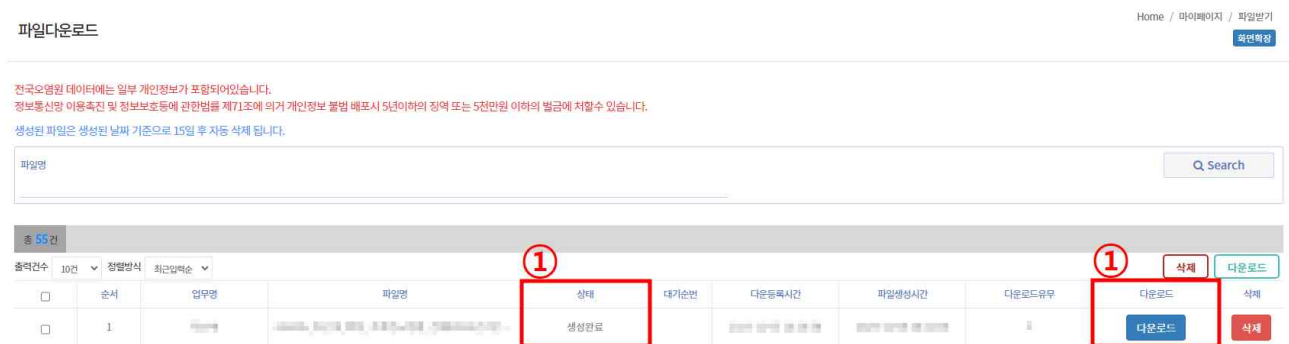 Home / 마이페이지 / 파일받기
파일다운로드
화면확장
전국오염원 데이터에는 일부 개인정보가 포함되어있습니다.
정보통신망 이용촉진 및 정보보호등에 관한법률 제71조에 의거 개인정보 불법 배포시 5년이하의 징역 또는 5천만원 이하의 벌금에 처할수 있습니다.
생성된 파일은 생성된 날짜 기준으로 15일 후 자동 삭제 됩니다.
파일명
Search
총 55건
① ①
출력건수 10건 정렬방식 최근입력순 삭제 다운로드
순서 업무명 파일명 상태 대기순번 다운등록시간 파일생성시간 다운로드유무 다운로드 삭제
1 생성완료 다운로드 삭제